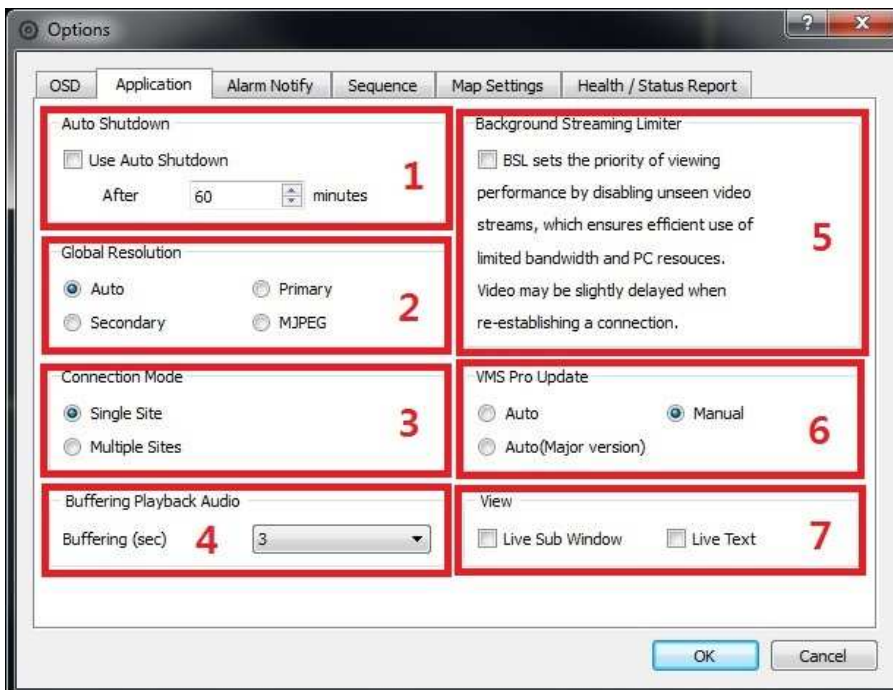 Options
?
X
OSD Application Alarm Notify Sequence Map Settings Health / Status Report
Auto Shutdown
Use Auto Shutdown
After 60 minutes
1
Global Resolution
Auto Primary
Secondary MJPEG
2
Connection Mode
Single Site
Multiple Sites
3
Buffering Playback Audio
Buffering (sec) 4 3
Background Streaming Limiter
BSL sets the priority of viewing
performance by disabling unseen video
streams, which ensures efficient use of
limited bandwidth and PC resouces.
Video may be slightly delayed when
re-establishing a connection.
5
VMS Pro Update
Auto Manual
Auto(Major version)
6
View
Live Sub Window Live Text
7
OK Cancel